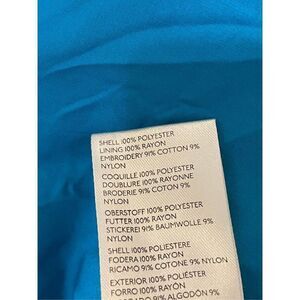 SHELL 100% POLYESTER
LINING 100% RAYON
EMBROIDERY 91% COTTON 9%
NYLON
COQUILLE 100% POLYESTER
DOUBLURE 100% RAYONNE
BRODERIE 91% COTON 9%
NYLON
OBERSTOFF 100% POLYESTER
FUTTER 100% RAYON
STICKEREI 91% BAUMWOLLE 9%
NYLON
SHELL 100% POLIESTERE
FODERA 100% RAYON
RICAMO 91% COTONE 9% NYLON
EXTERIOR 100% POLIÉSTER
FORRO 100% RAYÓN
91% ALGODÓN 9%